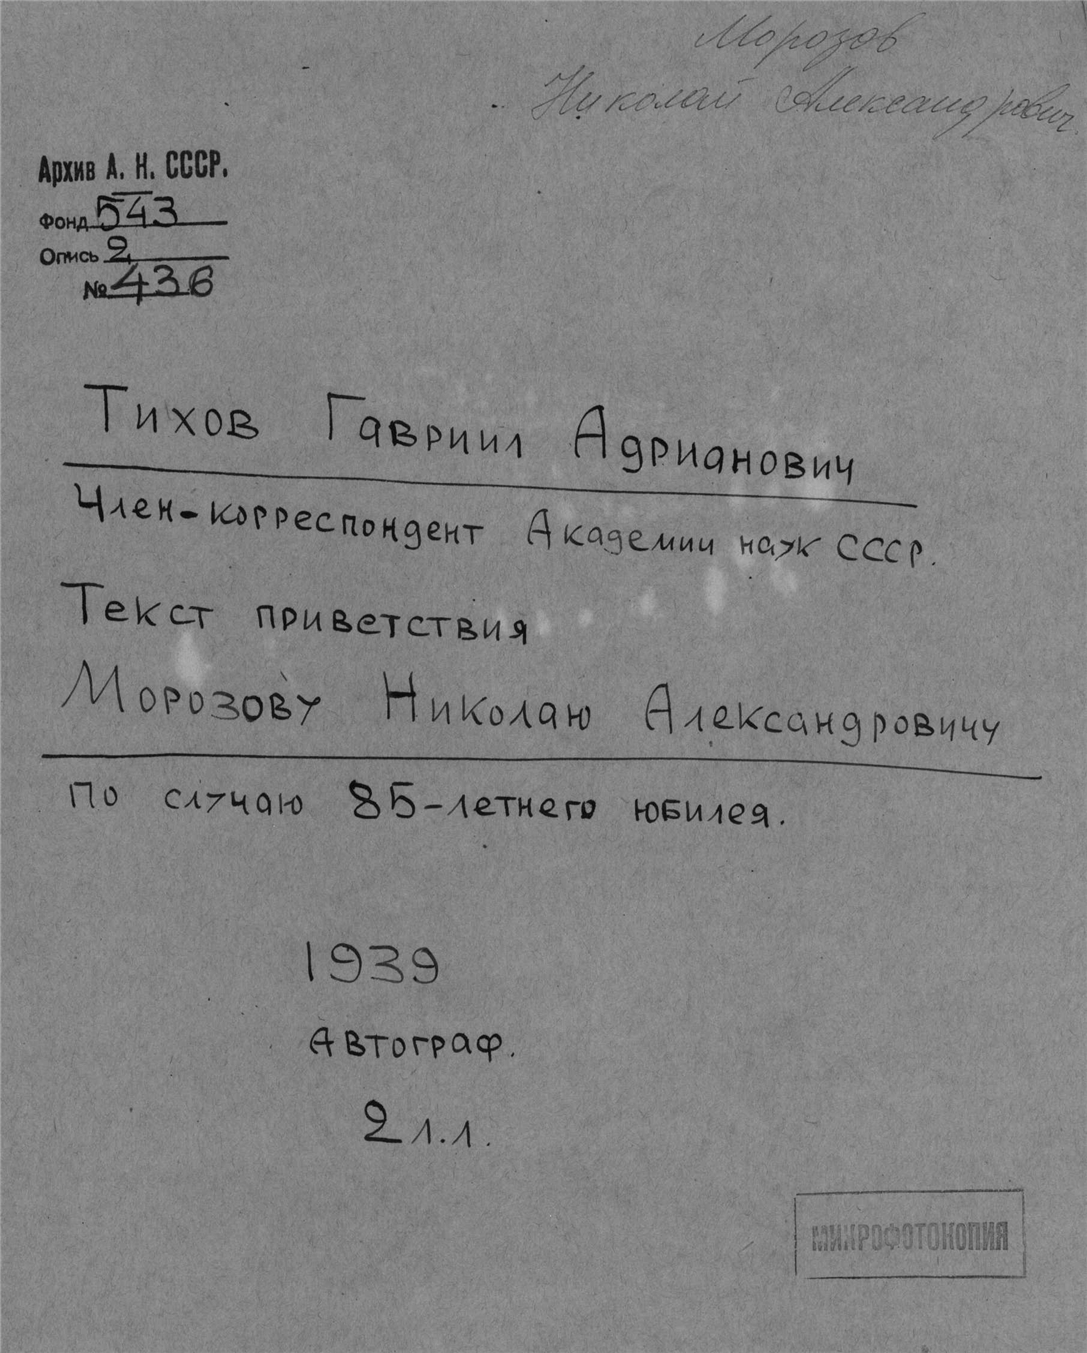 Морозов
Николай Александрович.
Архив А. Н. СССР.
Фонд 543
Опись 2
№ 436
Тихов Гавриил Адрианович
Член-корреспондент Академии наук СССР.
Текст приветствия
Морозову Николаю Александровичу
по случаю 85-летнего юбилея.
1939
Автограф.
2 л.л.
МИКРОФОТОКОПИЯ